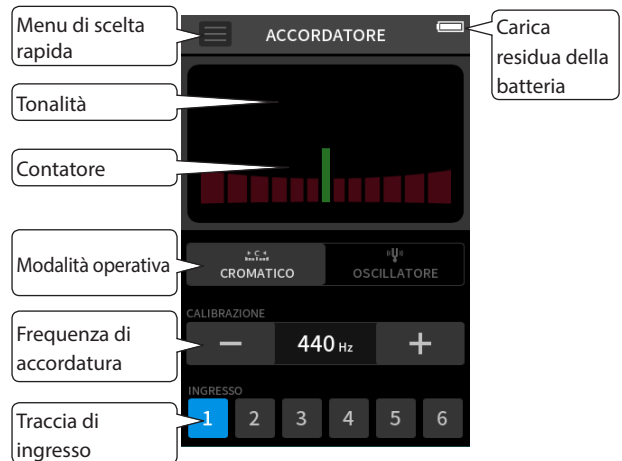 Menu di scelta
rapida
ACCORDATORE
Carica
residua della
batteria
Tonalità
Contatore
Modalità operativa
C
CROMATICO
OSCILLATORE
CALIBRAZIONE
Frequenza di
accordatura
440 Hz
INGRESSO
Traccia di
ingresso
1 2 3 4 5 6